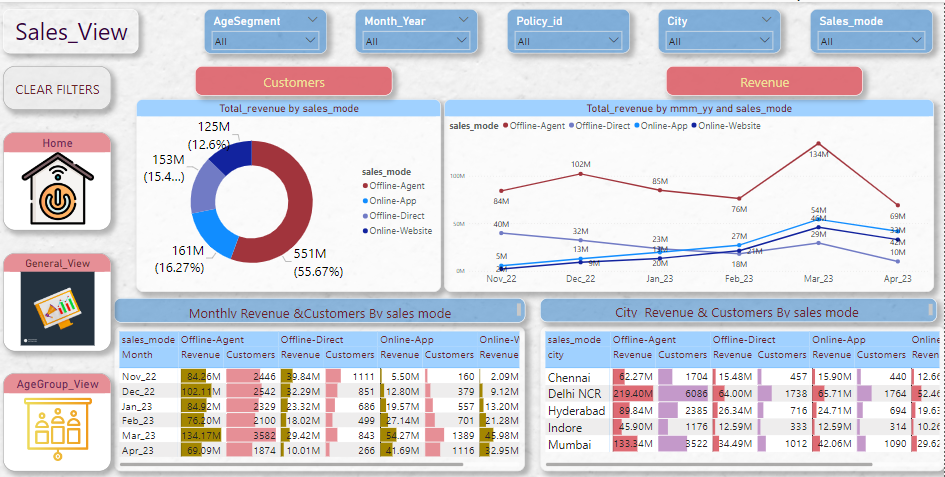 Sales_View
AgeSegment
All
Month_Year
All
Policy_id
All
City
All
Sales_mode
All
CLEAR FILTERS
Customers
Revenue
Home
General_View
AgeGroup_View
Total_revenue by sales_mode
125M
(12.6%)
153M
(15.4...)
161M
(16.27%)
551M
(55.67%)
sales_mode
Offline-Agent
Online-App
Offline-Direct
Online-Website
Total_revenue by mmm_yy and sales_mode
sales_mode Offline-Agent Offline-Direct Online-App Online-Website
100M
50M
0M
84M
102M
85M
76M
134M
69M
40M
32M
23M
18M
29M
10M
5M
13M
27M
54M
42M
9M
20M
21M
Nov_22 Dec_22 Jan_23 Feb_23 Mar_23 Apr_23
Monthly Revenue &Customers By sales mode
sales_mode Offline-Agent Offline-Direct Online-App Online-W
Month Revenue Customers Revenue Customers Revenue Customers Revenue
Nov_22 84.26M 2446 39.84M 1111 5.50M 160 2.09M
Dec_22 102.11M 2542 32.29M 851 12.80M 379 9.12M
Jan_23 84.92M 2329 23.32M 686 19.57M 557 13.20M
Feb_23 76.20M 2100 18.02M 499 27.14M 701 21.28M
Mar_23 134.17M 3582 29.42M 843 54.27M 1389 45.98M
Apr_23 69.09M 1874 10.01M 266 41.69M 1116 32.95M
City Revenue & Customers By sales mode
sales_mode Offline-Agent Offline-Direct Online-App Online
city Revenue Customers Revenue Customers Revenue Customers Reven
Chennai 62.27M 1704 15.48M 457 15.90M 440 12.6
Delhi NCR 219.40M 6086 64.00M 1738 65.71M 1764 52.46
Hyderabad 89.84M 2385 26.34M 716 24.71M 694 19.63
Indore 45.90M 1176 12.59M 333 12.59M 314 10.26
Mumbai 133.34M 3522 34.49M 1012 42.06M 1090 29.62